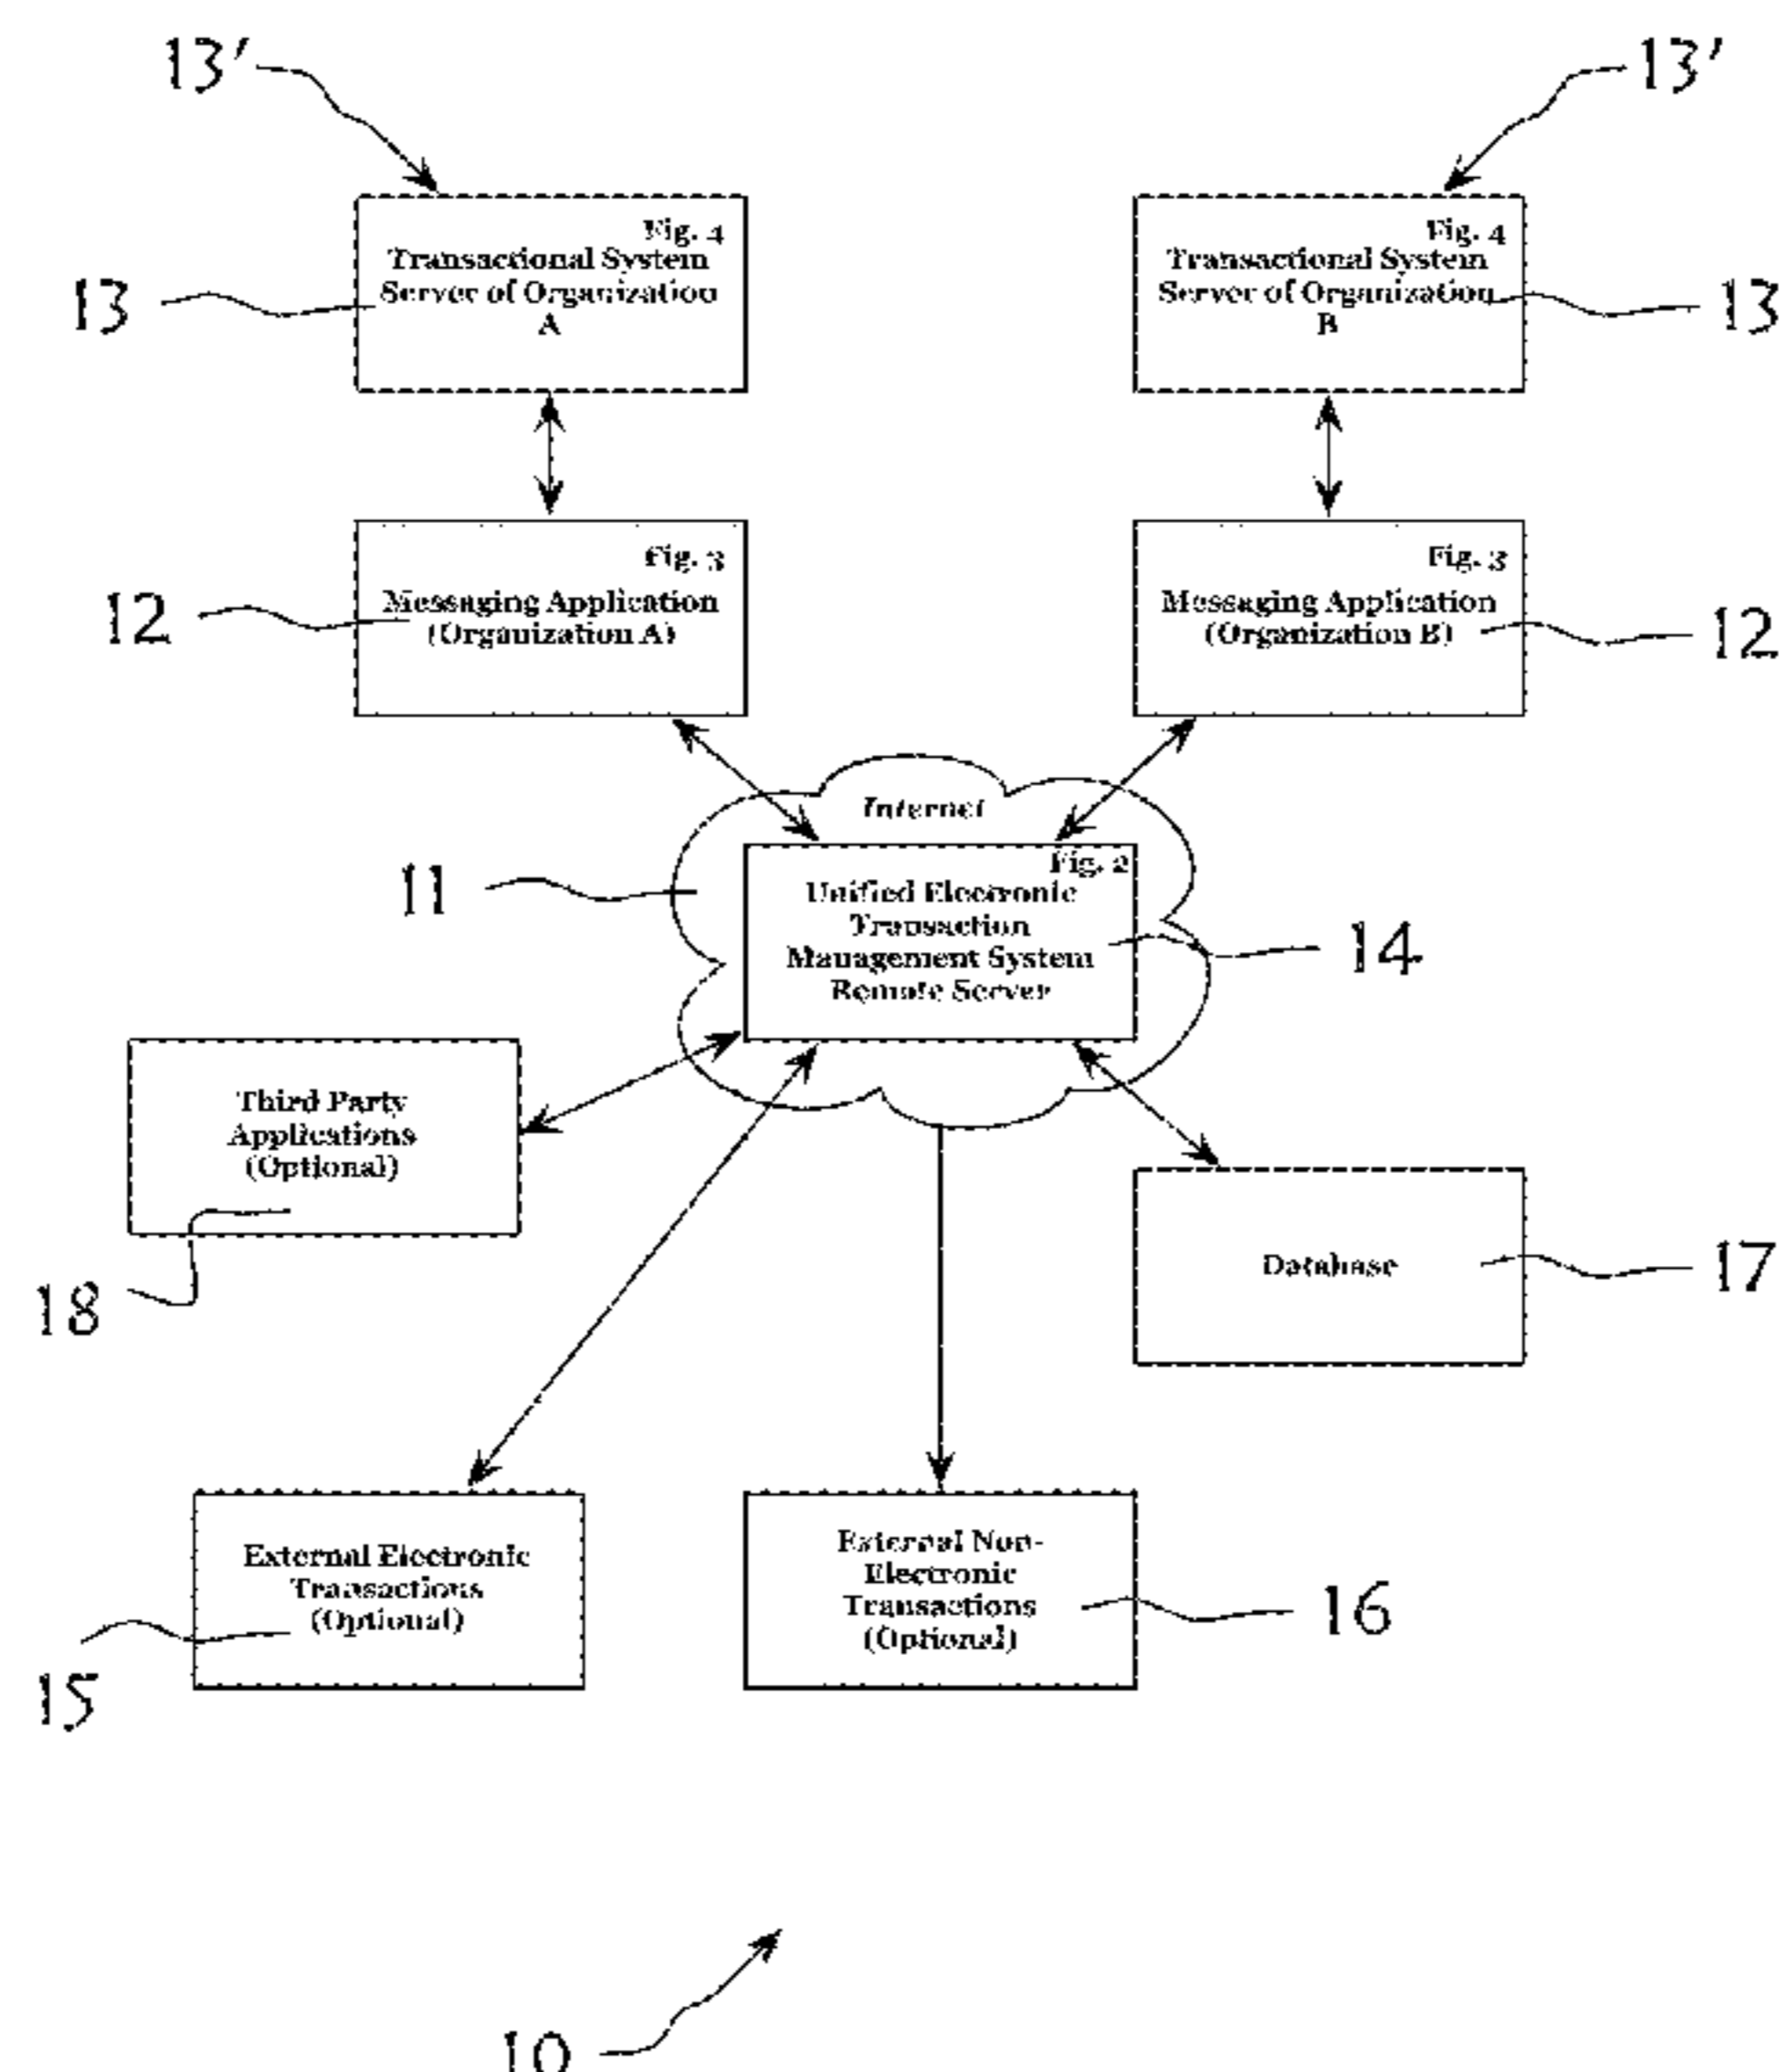 13'
13'
Fig. 4
Transactional System
Server of Organization
A
Fig. 4
Transactional System
Server of Organization
B
13
13
Fig. 3
Messaging Application
(Organization A)
Fig. 3
Messaging Application
(Organization B)
12
12
Internet
Fig. 2
Unified Electronic
Transaction
Management System
Remote Server
11
14
Third Party
Applications
(Optional)
18
Database
17
External Electronic
Transactions
(Optional)
15
External Non-
Electronic
Transactions
(Optional)
16
10